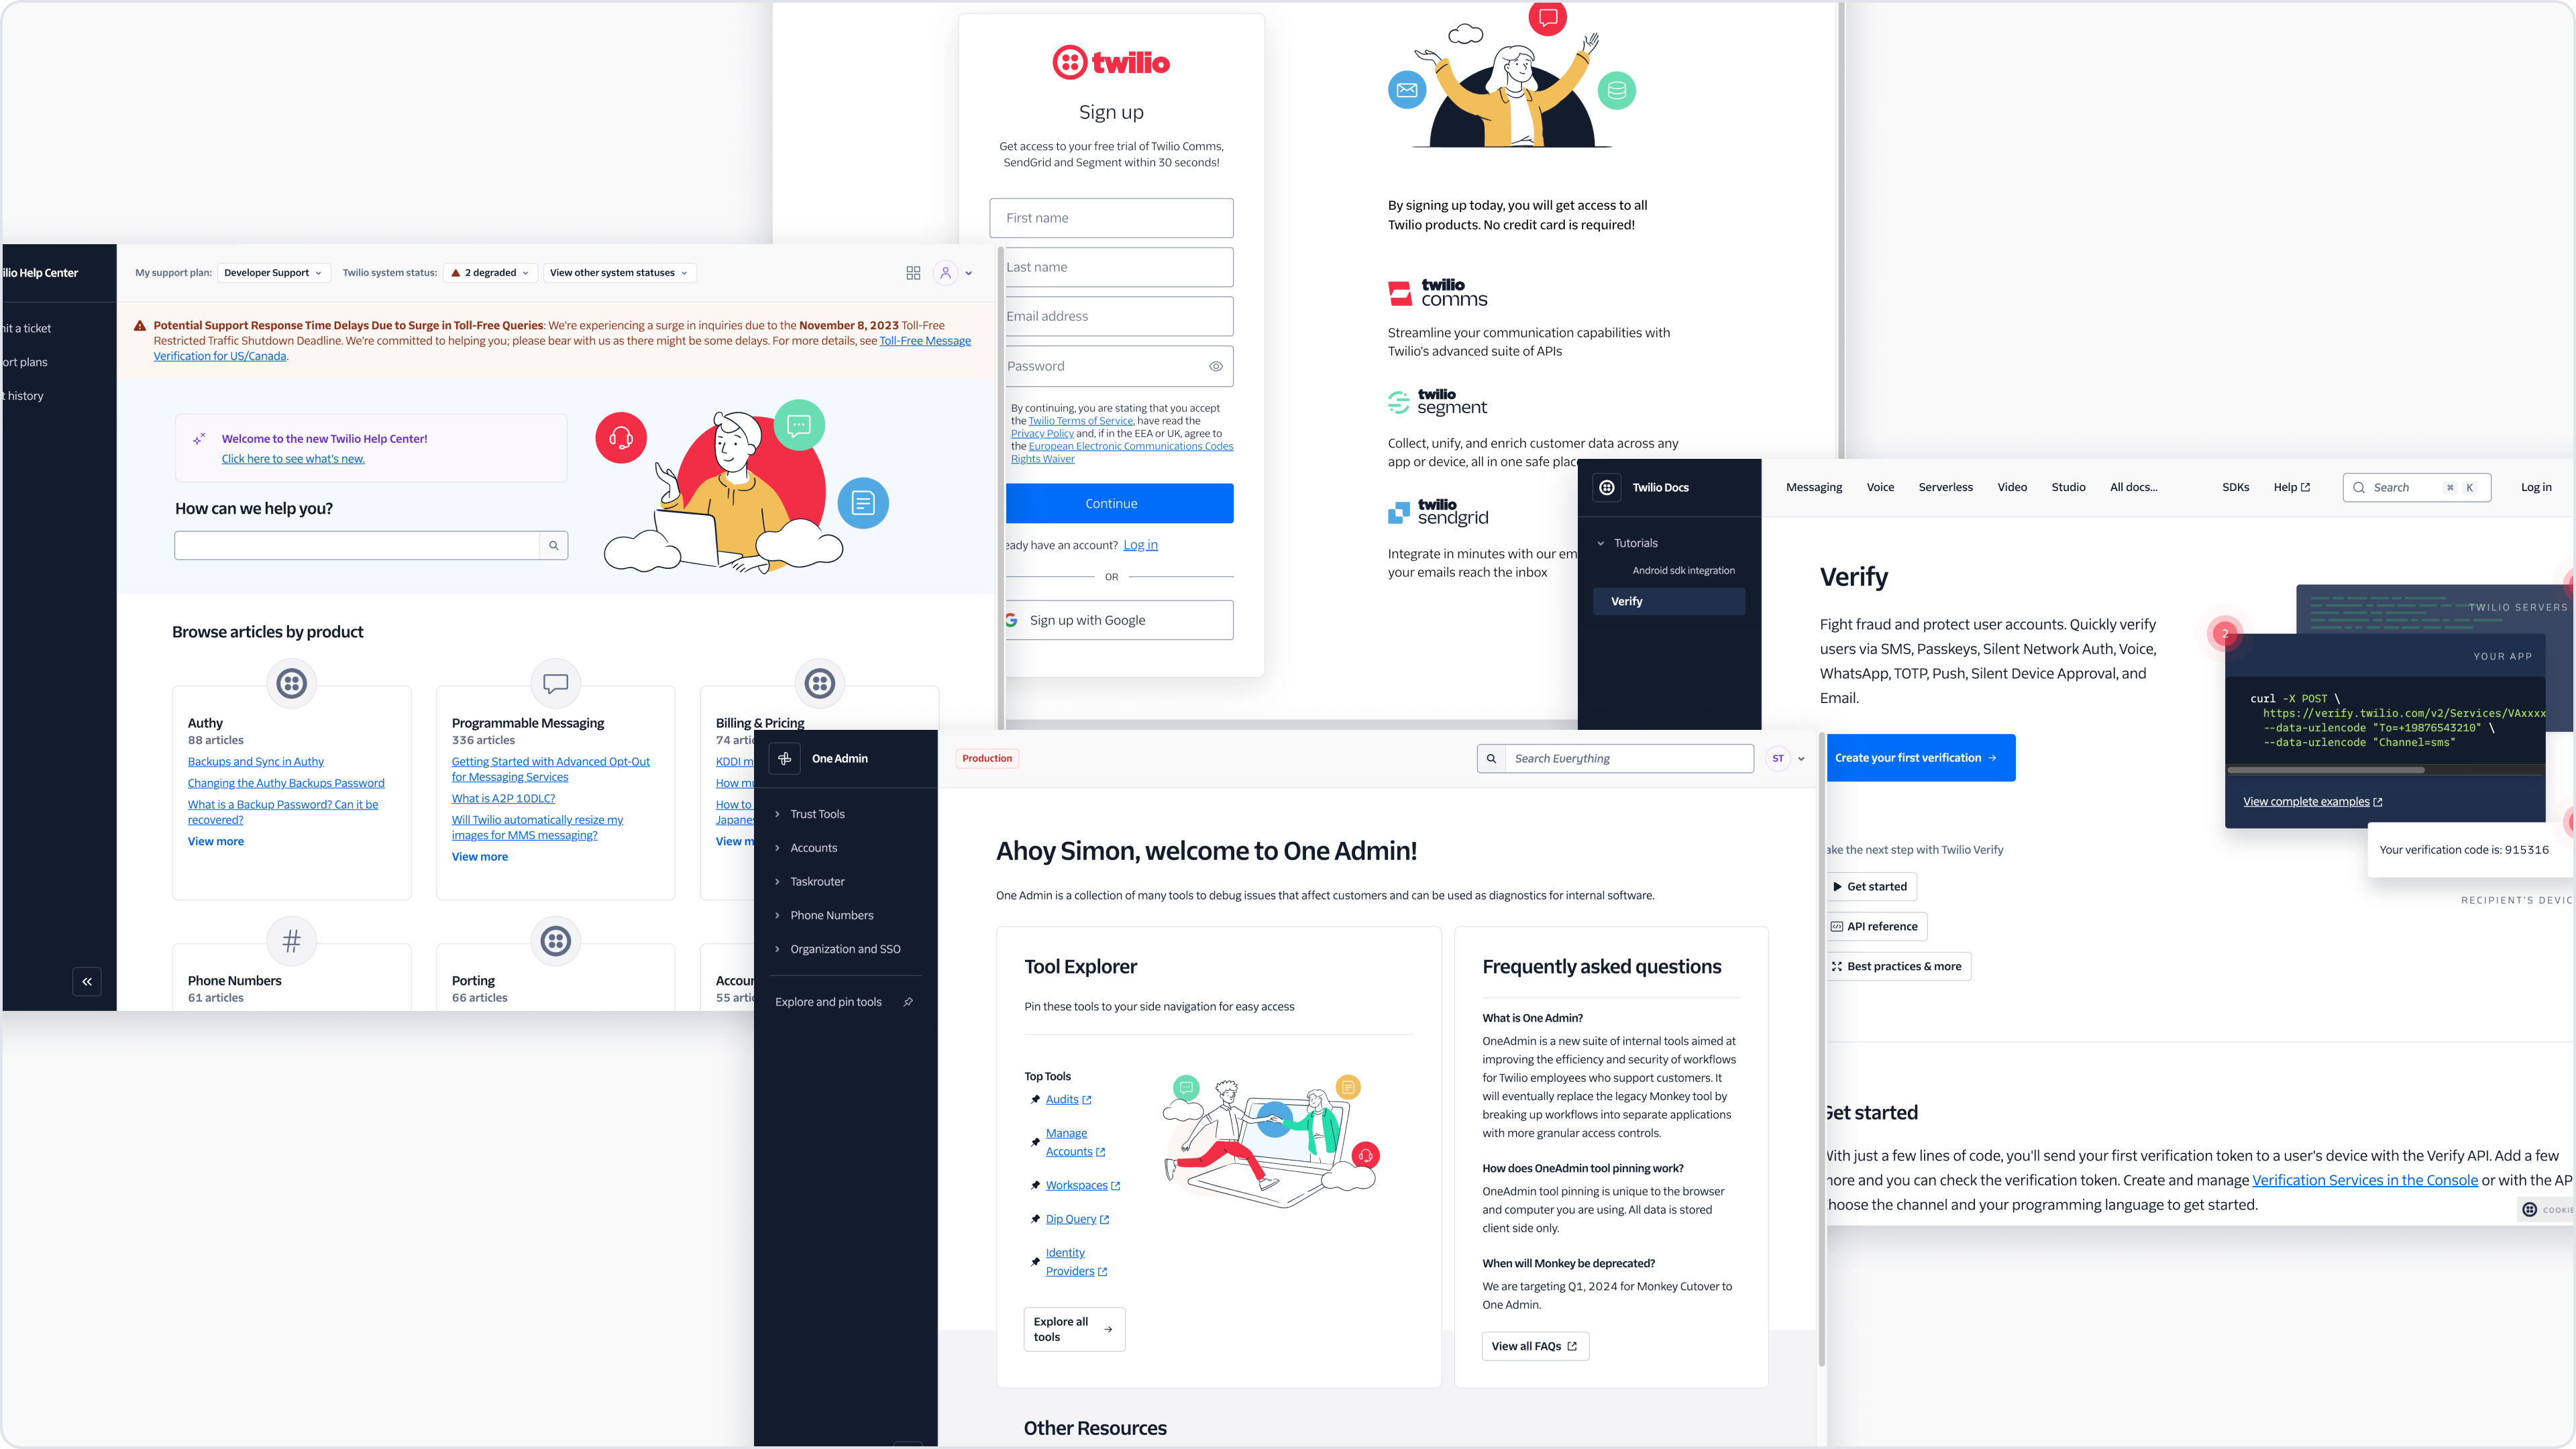 twilio
Sign up
Get access to your free trial of Twilio Comms,
SendGrid and Segment within 30 seconds!
First name
Last name
Email address
Password
By continuing, you are stating that you accept
the Twilio Terms of Service, have read the
Privacy Policy and, if in the EEA or UK, agree to
the European Electronic Communications Codes
Rights Waiver
Continue
eady have an account? Log in
OR
Sign up with Google
By signing up today, you will get access to all
Twilio products. No credit card is required!
twilio
comms
Streamline your communication capabilities with
Twilio's advanced suite of APIs
twilio
segment
Collect, unify, and enrich customer data across any
app or device, all in one safe plac
twilio
sendgrid
Integrate in minutes with our em
your emails reach the inbox
ilio Help Center
My support plan: Developer Support
Twilio system status: 2 degraded
View other system statuses
nit a ticket
ort plans
t history
Potential Support Response Time Delays Due to Surge in Toll-Free Queries: We're experiencing a surge in inquiries due to the November 8, 2023 Toll-Free
Restricted Traffic Shutdown Deadline. We're committed to helping you; please bear with us as there might be some delays. For more details, see Toll-Free Message
Verification for US/Canada.
Welcome to the new Twilio Help Center!
Click here to see what's new.
How can we help you?
Browse articles by product
Authy
88 articles
Backups and Sync in Authy
Changing the Authy Backups Password
What is a Backup Password? Can it be
recovered?
View more
Programmable Messaging
336 articles
Getting Started with Advanced Opt-Out
for Messaging Services
What is A2P 10DLC?
Will Twilio automatically resize my
images for MMS messaging?
View more
Billing & Pricing
74 artic
KDDI m
How mu
How to
Japanes
View m
#
Phone Numbers
61 articles
Porting
66 articles
Accour
55 artic
Twilio Docs
Messaging
Voice
Serverless
Video
Studio
All docs...
SDKs
Help
Search
⌘ K
Log in
Tutorials
Android sdk integration
Verify
Verify
Fight fraud and protect user accounts. Quickly verify
users via SMS, Passkeys, Silent Network Auth, Voice,
WhatsApp, TOTP, Push, Silent Device Approval, and
Email.
Create your first verification
TWILIO SERVERS
2
YOUR APP
curl -X POST \
https://verify.twilio.com/v2/Services/VAxxxx
--data-urlencode "To=+19876543210" \
--data-urlencode "Channel=sms"
View complete examples
Your verification code is: 915316
RECIPIENT'S DEVIC
ake the next step with Twilio Verify
Get started
API reference
Best practices & more
Get started
With just a few lines of code, you'll send your first verification token to a user's device with the Verify API. Add a few
more and you can check the verification token. Create and manage Verification Services in the Console or with the AP
Choose the channel and your programming language to get started.
COOKIE
One Admin
Production
Search Everything
ST
Trust Tools
Accounts
Taskrouter
Phone Numbers
Organization and SSO
Explore and pin tools
Ahoy Simon, welcome to One Admin!
One Admin is a collection of many tools to debug issues that affect customers and can be used as diagnostics for internal software.
Tool Explorer
Pin these tools to your side navigation for easy access
Top Tools
Audits
Manage
Accounts
Workspaces
Dip Query
Identity
Providers
Explore all
tools
Frequently asked questions
What is One Admin?
OneAdmin is a new suite of internal tools aimed at
improving the efficiency and security of workflows
for Twilio employees who support customers. It
will eventually replace the legacy Monkey tool by
breaking up workflows into separate applications
with more granular access controls.
How does OneAdmin tool pinning work?
OneAdmin tool pinning is unique to the browser
and computer you are using. All data is stored
client side only.
When will Monkey be deprecated?
We are targeting Q1, 2024 for Monkey Cutover to
One Admin.
View all FAQs
Other Resources